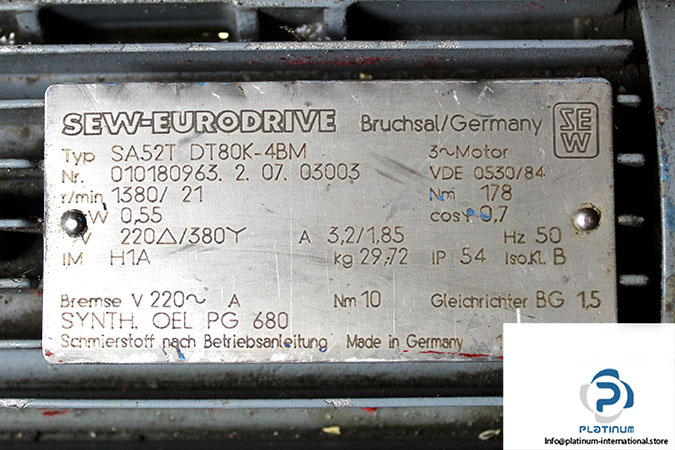 SEW-EURODRIVE Bruchsal/Germany SEW
Typ SA52T DT80K-4BM 3~Motor
Nr. 010180963. 2. 07. 03003 VDE 0530/84
r/min 1380/ 21 Nm 178
W 0,55 cosφ 0,7
V 220△/380Y A 3,2/1,85 Hz 50
IM H1A kg 29,72 IP 54 Iso.Kl. B
Bremse V 220~ A Nm 10 Gleichrichter BG 1,5
SYNTH. OEL PG 680
Schmierstoff nach Betriebsanleitung Made in Germany
PLATINUM
Info@platinum-international.store